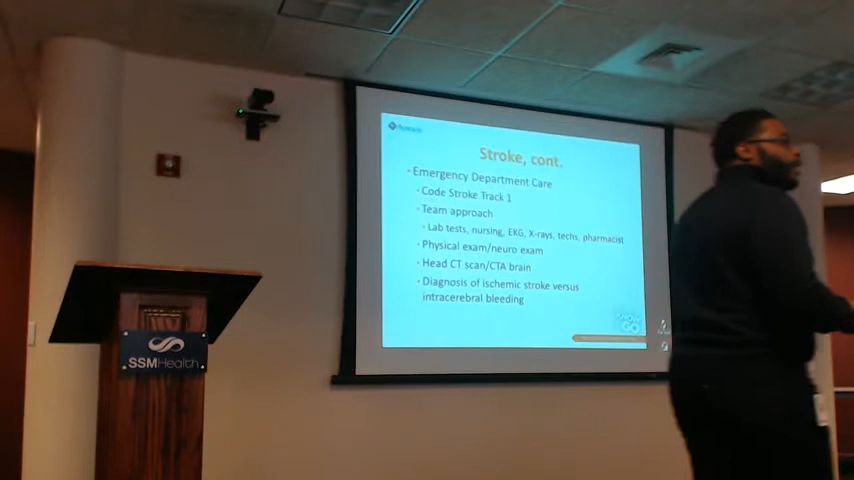 Stroke, cont.
• Emergency Department Care
• Code Stroke Track 1
• Team approach
• Lab tests, nursing, EKG, X-rays, techs, pharmacist
• Physical exam/neuro exam
• Head CT scan/CTA brain
• Diagnosis of ischemic stroke versus
intracerebral bleeding
GO
SSMHealth